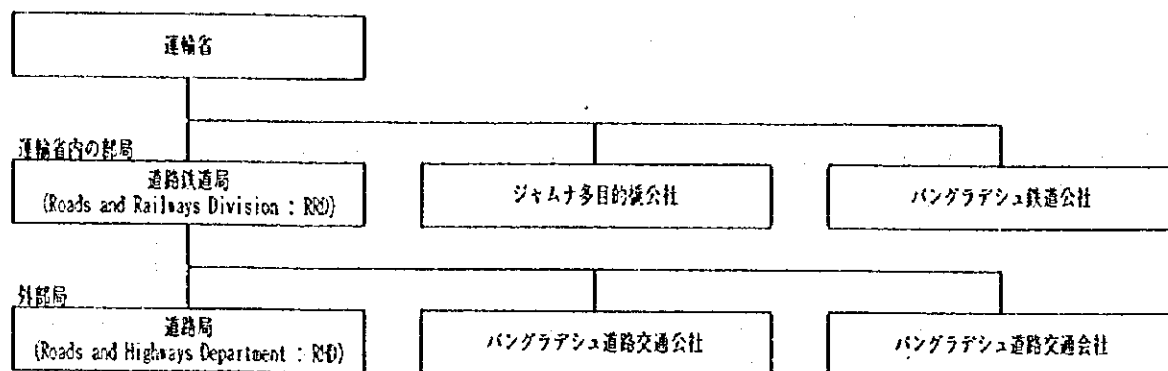 運輸省
運輸省内の部局
道路鉄道局
(Roads and Railways Division : RRD)
ジャムナ多目的橋公社
バングラデシュ鉄道公社
外部局
道路局
(Roads and Highways Department : RHD)
バングラデシュ道路交通公社
バングラデシュ道路交通会社